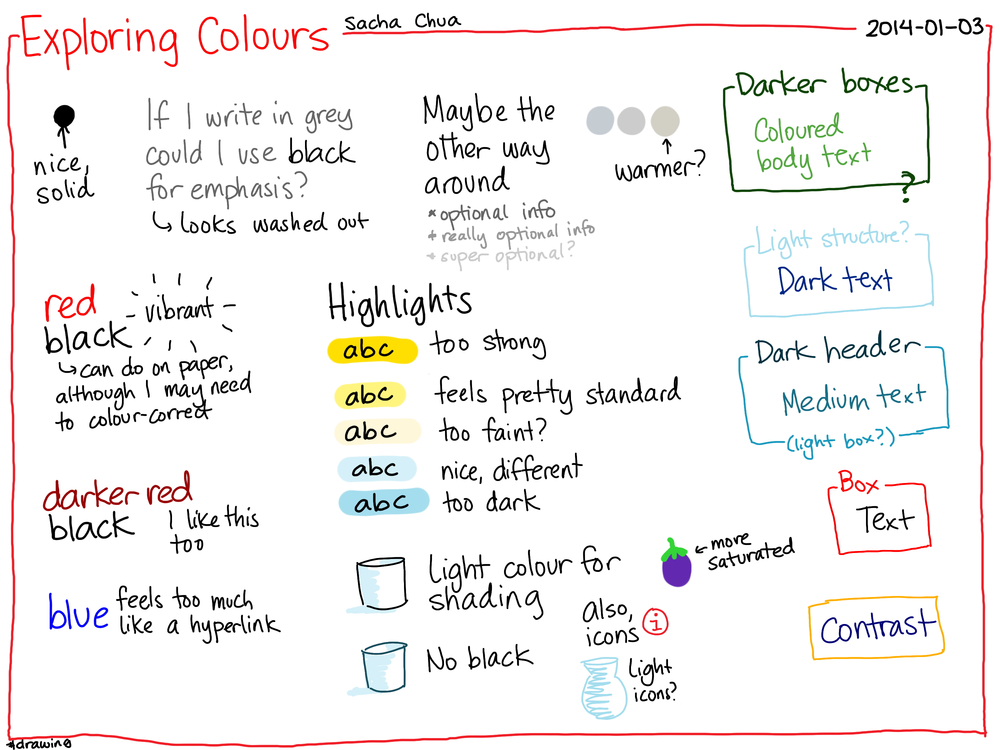 Exploring Colours
Sacha Chua
2014-01-03
nice,
solid
If I write in grey
could I use black
for emphasis?
looks washed out
Maybe the
other way
around
* optional info
* really optional info
* super optional?
warmer?
Darker boxes
Coloured
body text
?
Light structure?
Dark text
Dark header
Medium text
(light box?)
Box
Text
Contrast
red
black
vibrant
can do on paper,
although I may need
to colour-correct
darker red
black
I like this
too
blue
feels too much
like a hyperlink
Highlights
abc too strong
abc feels pretty standard
abc too faint?
abc nice, different
abc too dark
Light colour for
shading
No black
more
saturated
also,
icons
i
Light
icons?
#drawing